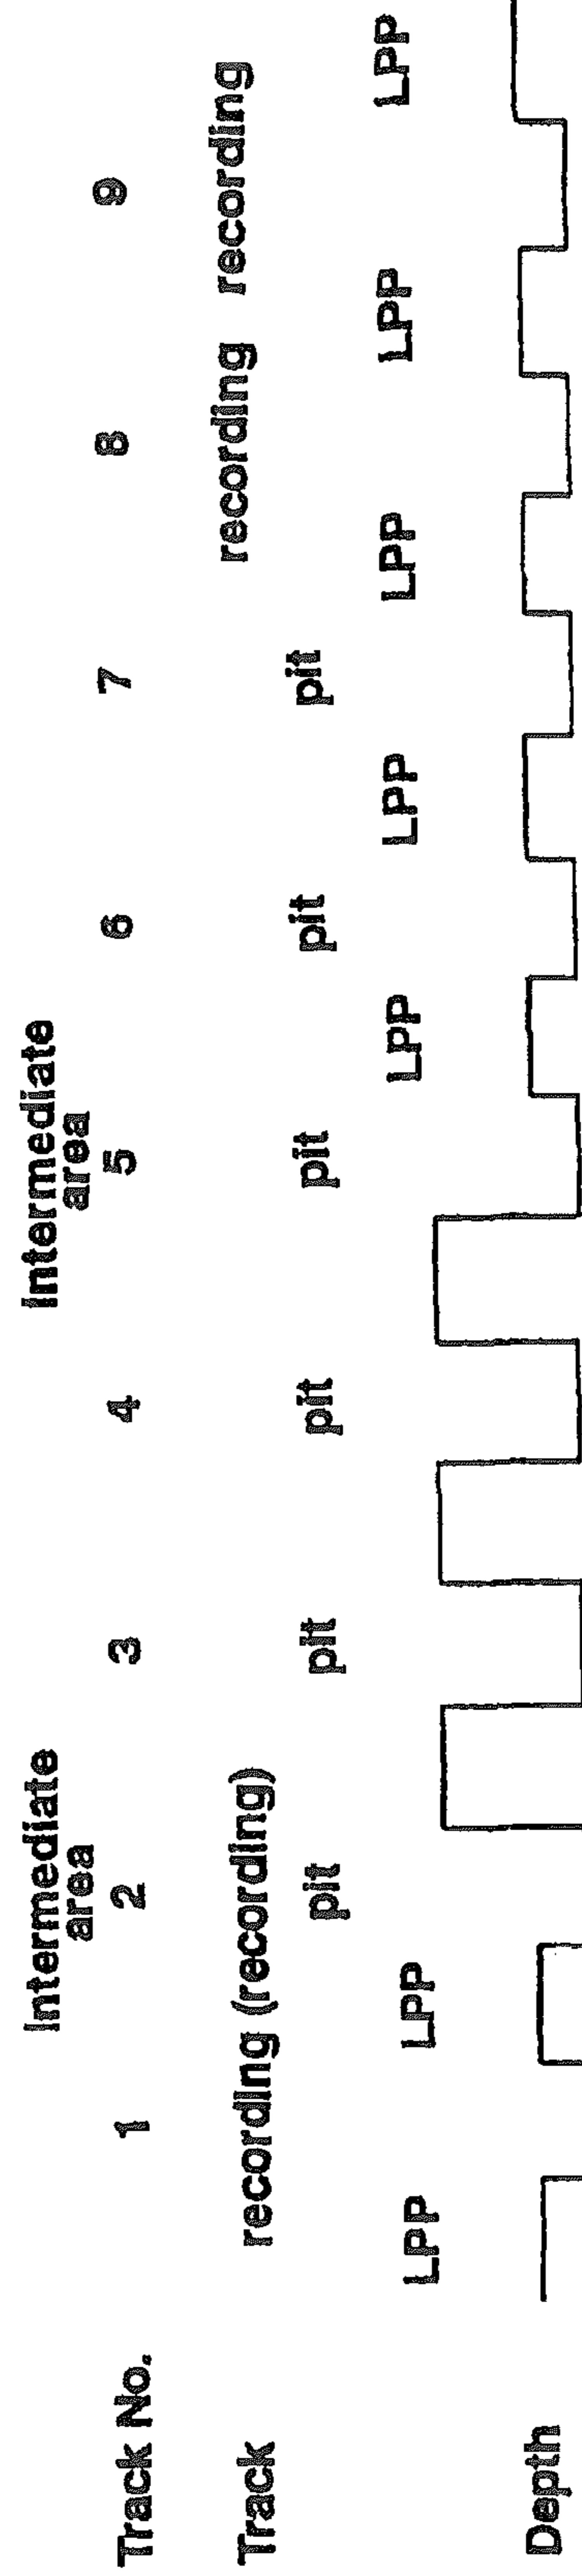 Intermediate area Intermediate area
Track No. 1 2 3 4 5 6 7 8 9
Track recording (recording) recording recording
pit pit pit pit pit pit
LPP LPP LPP LPP LPP LPP LPP
Depth